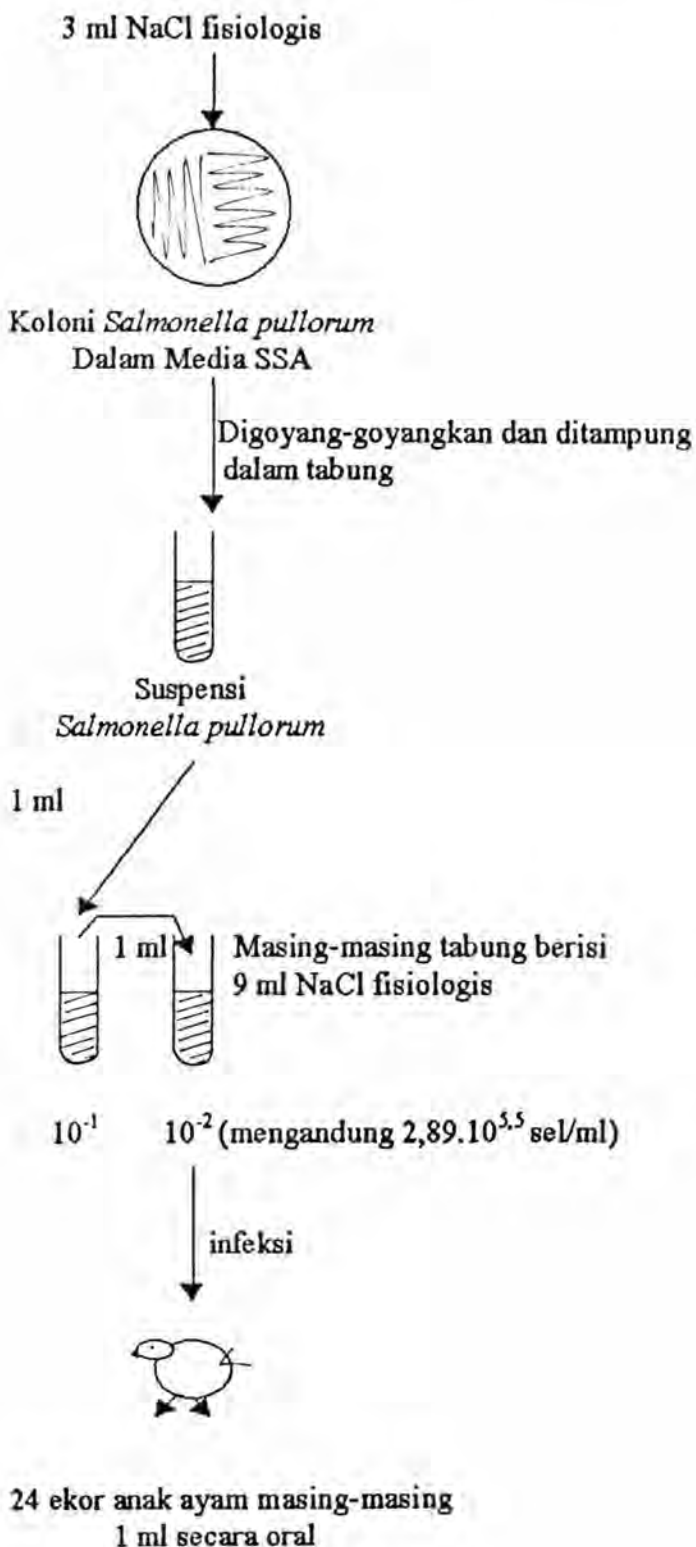 3 ml NaCl fisiologis
Koloni Salmonella pullorum
Dalam Media SSA
Digoyang-goyangkan dan ditampung
dalam tabung
Suspensi
Salmonella pullorum
1 ml
1 ml
Masing-masing tabung berisi
9 ml NaCl fisiologis
10⁻¹
10⁻² (mengandung 2,89.10⁵·⁵ sel/ml)
infeksi
24 ekor anak ayam masing-masing
1 ml secara oral